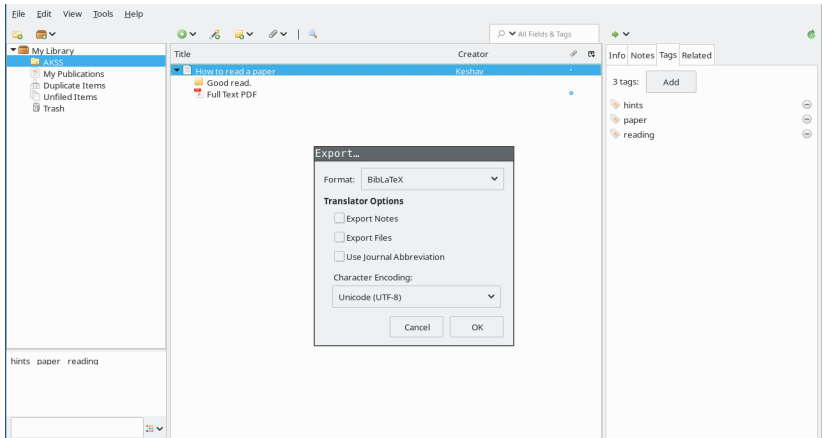 File Edit View Tools Help
All Fields & Tags
My Library
AKSS
My Publications
Duplicate Items
Unfiled Items
Trash
Title Creator
How to read a paper Keshav
Good read.
Full Text PDF
Info Notes Tags Related
3 tags: Add
hints
paper
reading
Export...
Format: BibLaTeX
Translator Options
Export Notes
Export Files
Use Journal Abbreviation
Character Encoding:
Unicode (UTF-8)
Cancel OK
hints paper reading